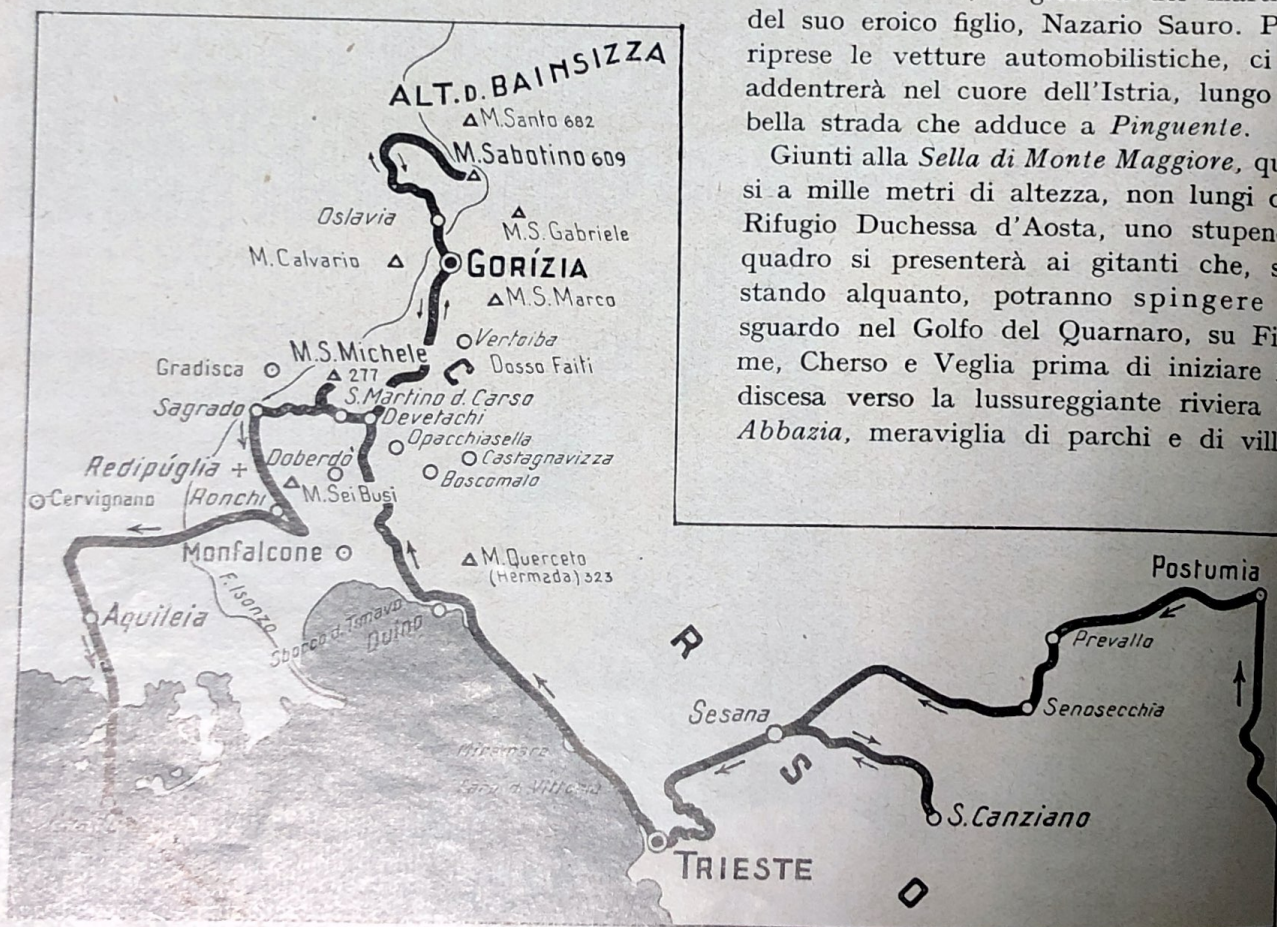 del suo eroico figlio, Nazario Sauro. P
riprese le vetture automobilistiche, ci
addentrerà nel cuore dell'Istria, lungo
bella strada che adduce a Pinguente.
Giunti alla Sella di Monte Maggiore, qu
si a mille metri di altezza, non lungi d
Rifugio Duchessa d'Aosta, uno stupen
quadro si presenterà ai gitanti che, s
stando alquanto, potranno spingere
sguardo nel Golfo del Quarnaro, su Fi
me, Cherso e Veglia prima di iniziare
discesa verso la lussureggiante riviera
Abbazia, meraviglia di parchi e di vill
ALT. D. BAINSIZZA
M. Santo 682
M. Sabotino 609
Oslavia
M.S. Gabriele
M. Calvario
GORÍZIA
M.S. Marco
Vertoiba
M.S. Michele
277
Dosso Faiti
Gradisca
S. Martino d. Carso
Sagrado
Devetachi
Opacchiasella
Redipúglia
Doberdò
Castagnavizza
Boscomalo
Cervignano
Ronchi
M. Sei Busi
Monfalcone
M. Querceto
(Hermada) 323
Postumia
F. Isonzo
Aquileia
Sbocco d. Timavo
Duino
R
Prevallo
Sesana
Senosecchia
Miramare
S
Faro d. Vittoria
S. Canziano
TRIESTE
O